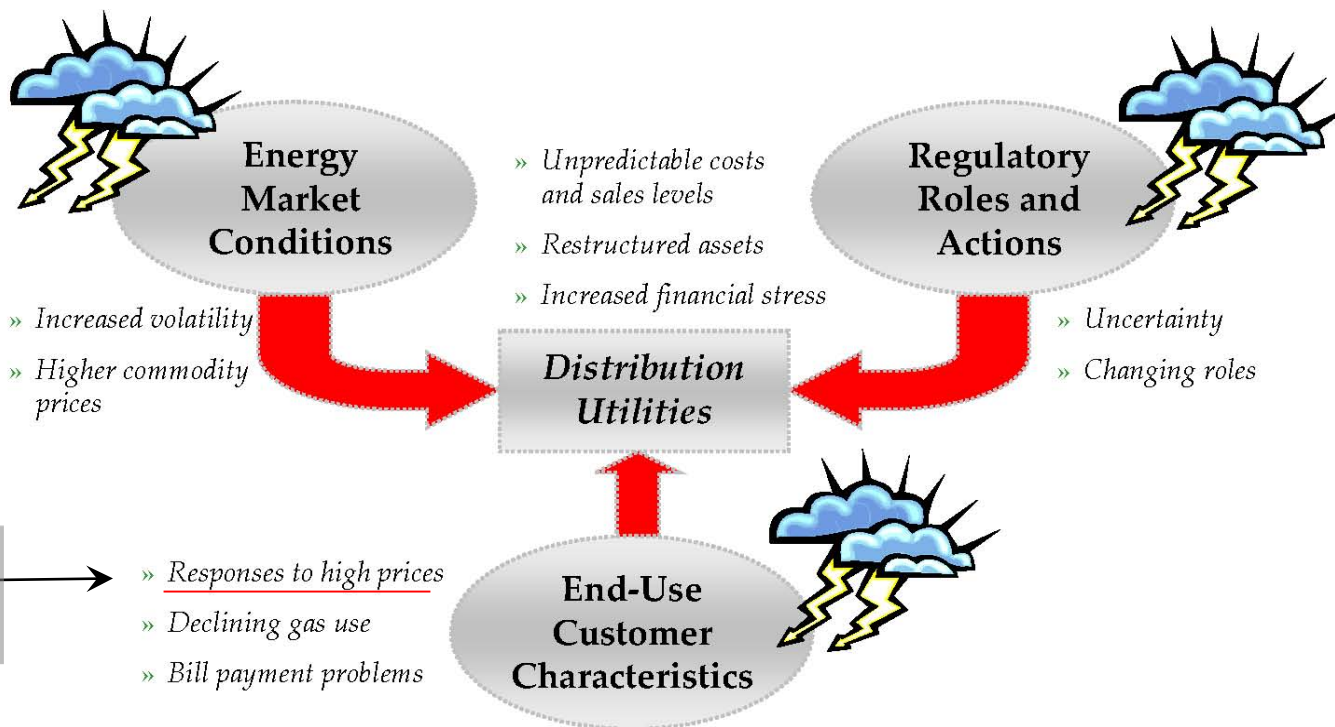 Energy
Market
Conditions
» Unpredictable costs
and sales levels
» Restructured assets
» Increased financial stress
Regulatory
Roles and
Actions
» Increased volatility
» Higher commodity
prices
Distribution
Utilities
» Uncertainty
» Changing roles
» Responses to high prices
» Declining gas use
» Bill payment problems
End-Use
Customer
Characteristics